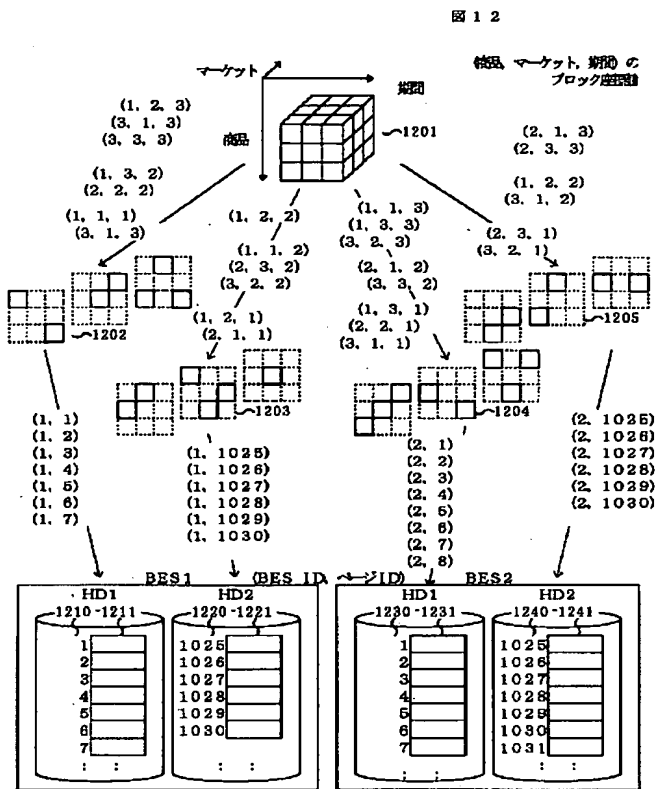 図12
(商品、マーケット、期間)の
ブロック座標値
マーケット
期間
商品
1201
(1, 2, 3)
(3, 1, 3)
(3, 3, 3)
(1, 3, 2)
(2, 2, 2)
(1, 1, 1)
(3, 1, 3)
(1, 2, 2)
(1, 1, 2)
(2, 3, 2)
(3, 2, 2)
(1, 2, 1)
(2, 1, 1)
(1, 1, 3)
(1, 3, 3)
(3, 2, 3)
(2, 1, 2)
(3, 3, 2)
(1, 3, 1)
(2, 2, 1)
(3, 1, 1)
(2, 1, 3)
(2, 3, 3)
(1, 2, 2)
(3, 1, 2)
(2, 3, 1)
(3, 2, 1)
1202
1203
1204
1205
(1, 1)
(1, 2)
(1, 3)
(1, 4)
(1, 5)
(1, 6)
(1, 7)
(1, 1025)
(1, 1026)
(1, 1027)
(1, 1028)
(1, 1029)
(1, 1030)
(2, 1)
(2, 2)
(2, 3)
(2, 4)
(2, 5)
(2, 6)
(2, 7)
(2, 8)
(2, 1025)
(2, 1026)
(2, 1027)
(2, 1028)
(2, 1029)
(2, 1030)
BES1 (BES ID、ページID) BES2
HD1 HD2 HD1 HD2
1210 1211 1220 1221 1230 1231 1240 1241
1
2
3
4
5
6
7
: :
1025
1026
1027
1028
1029
1030
: :
1
2
3
4
5
6
7
: :
1025
1026
1027
1028
1029
1030
1031
: :